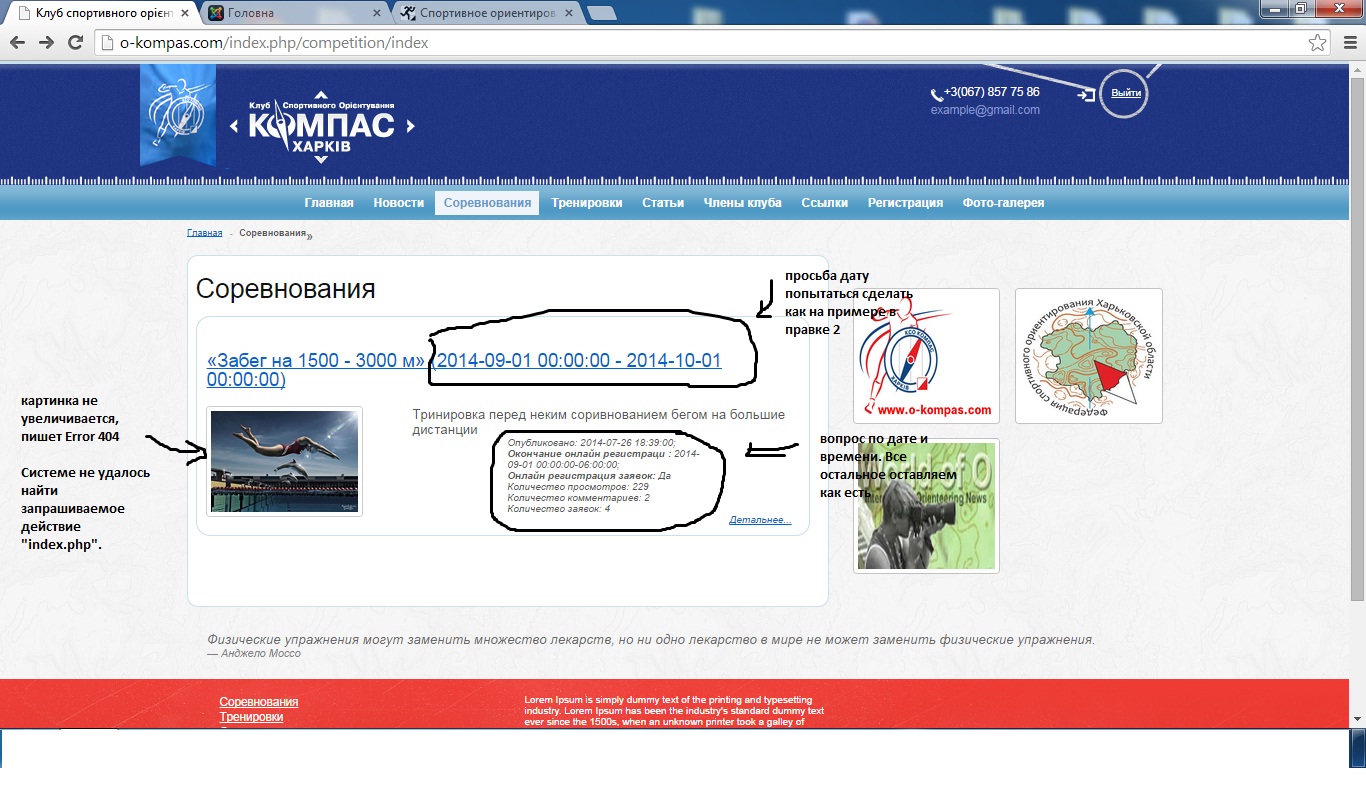 Клуб спортивного орієнт
Головна
Спортивное ориентиров
o-kompas.com/index.php/competition/index
Клуб Спортивного Орієнтування
КОМПАС
ХАРКІВ
+3(067) 857 75 86
example@gmail.com
Выйти
Главная Новости Соревнования Тренировки Статьи Члены клуба Ссылки Регистрация Фото-галерея
Главная - Соревнования»
Соревнования
просьба дату
попытаться сделать
как на примере в
правке 2
«Забег на 1500 - 3000 м» (2014-09-01 00:00:00 - 2014-10-01
00:00:00)
картинка не
увеличивается,
пишет Error 404
Системе не удалось
найти
запрашиваемое
действие
"index.php".
Тринировка перед неким соривнованием бегом на большие
дистанции
Опубликовано: 2014-07-26 18:39:00;
Окончание онлайн регистраци : 2014-
09-01 00:00:00-06:00:00;
Онлайн регистрация заявок: Да
Количество просмотров: 229
Количество комментариев: 2
Количество заявок: 4
Детальнее...
вопрос по дате и
времени. Все
остальное оставляем
как есть
КСО КОМПАС
ХАРКІВ
www.o-kompas.com
Федерация спортивного ориентирования Харьковской области
World of O
Orienteering News
Физические упражнения могут заменить множество лекарств, но ни одно лекарство в мире не может заменить физические упражнения.
— Анджело Моссо
Соревнования
Тренировки
Lorem Ipsum is simply dummy text of the printing and typesetting
industry. Lorem Ipsum has been the industry's standard dummy text
ever since the 1500s, when an unknown printer took a galley of